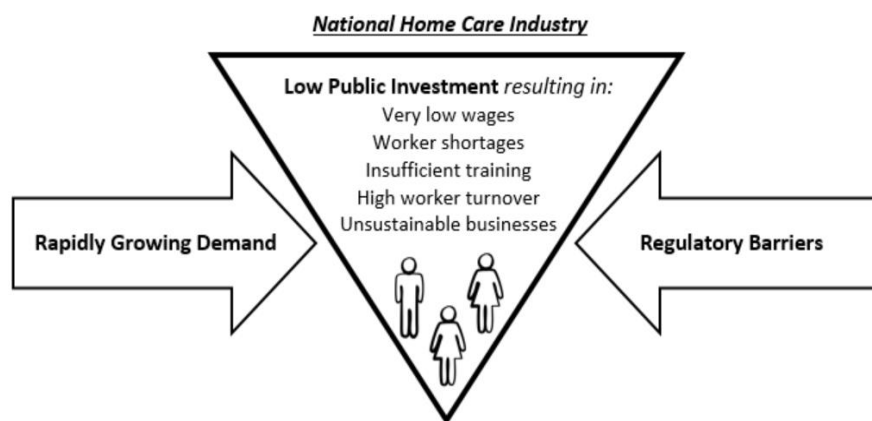 National Home Care Industry
Low Public Investment resulting in:
Very low wages
Worker shortages
Insufficient training
High worker turnover
Unsustainable businesses
Rapidly Growing Demand
Regulatory Barriers